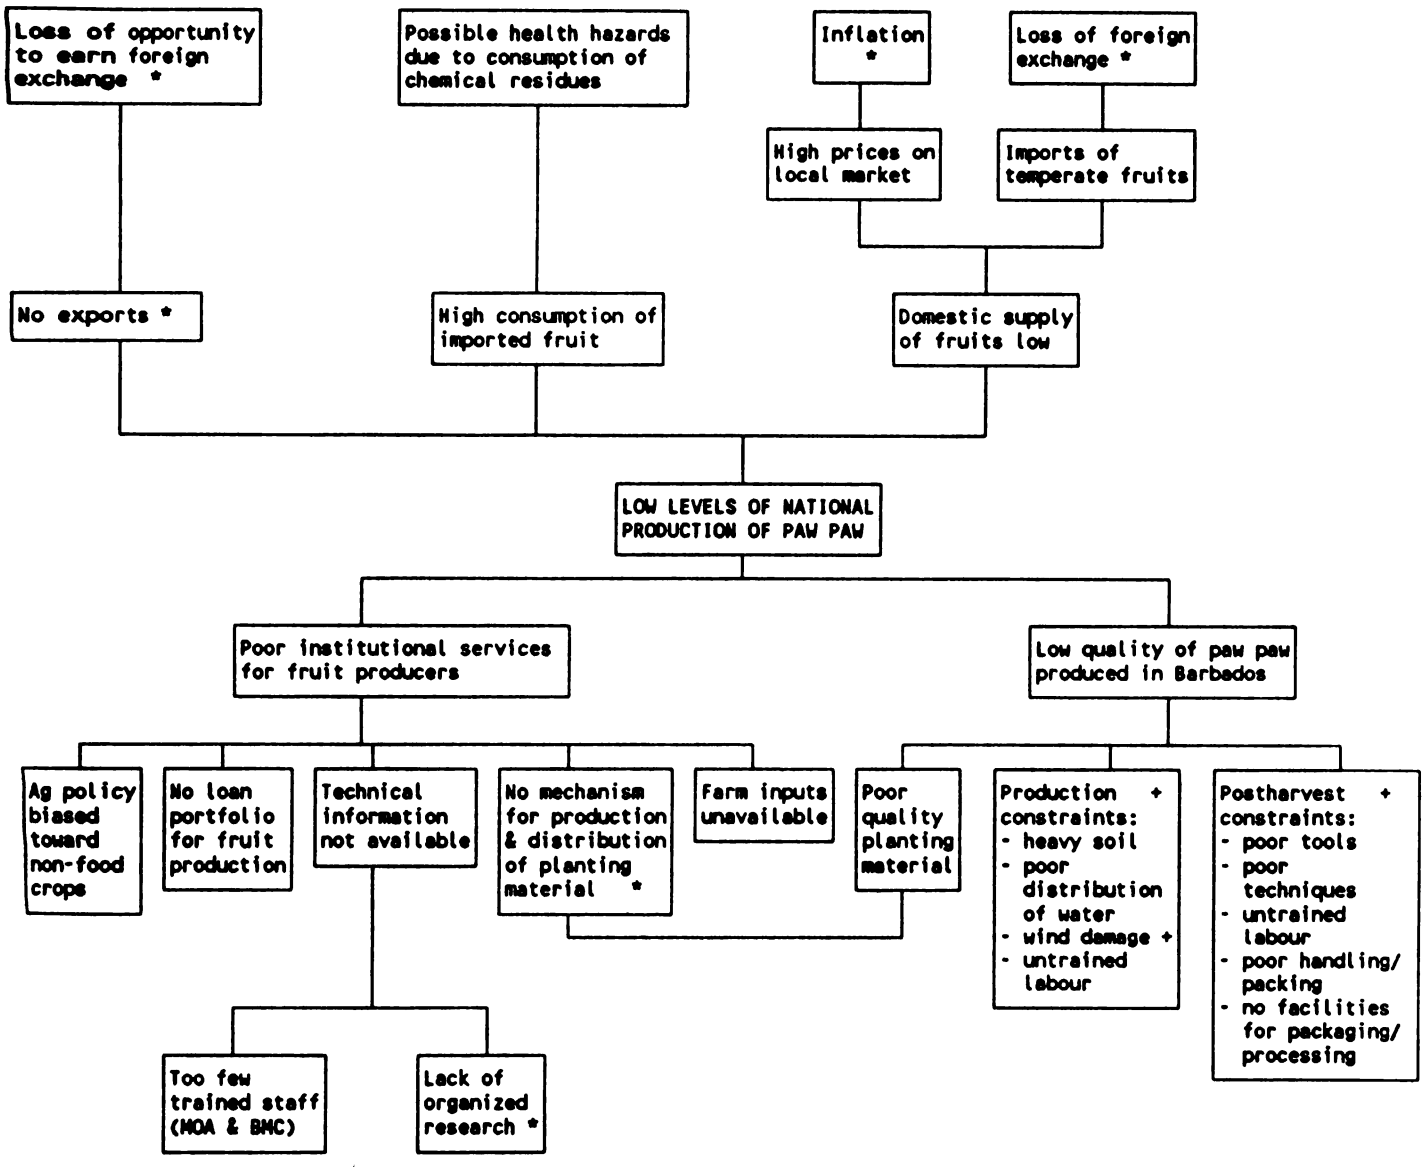 Loss of opportunity
to earn foreign
exchange *
Possible health hazards
due to consumption of
chemical residues
Inflation
*
Loss of foreign
exchange *
High prices on
local market
Imports of
temperate fruits
No exports *
High consumption of
imported fruit
Domestic supply
of fruits low
LOW LEVELS OF NATIONAL
PRODUCTION OF PAW PAW
Poor institutional services
for fruit producers
Low quality of paw paw
produced in Barbados
Ag policy
biased
toward
non-food
crops
No loan
portfolio
for fruit
production
Technical
information
not available
No mechanism
for production
& distribution
of planting
material *
Farm inputs
unavailable
Poor
quality
planting
material
Production +
constraints:
- heavy soil
- poor
distribution
of water
- wind damage +
- untrained
labour
Postharvest +
constraints:
- poor tools
- poor
techniques
- untrained
labour
- poor handling/
packing
- no facilities
for packaging/
processing
Too few
trained staff
(MOA & BMC)
Lack of
organized
research *